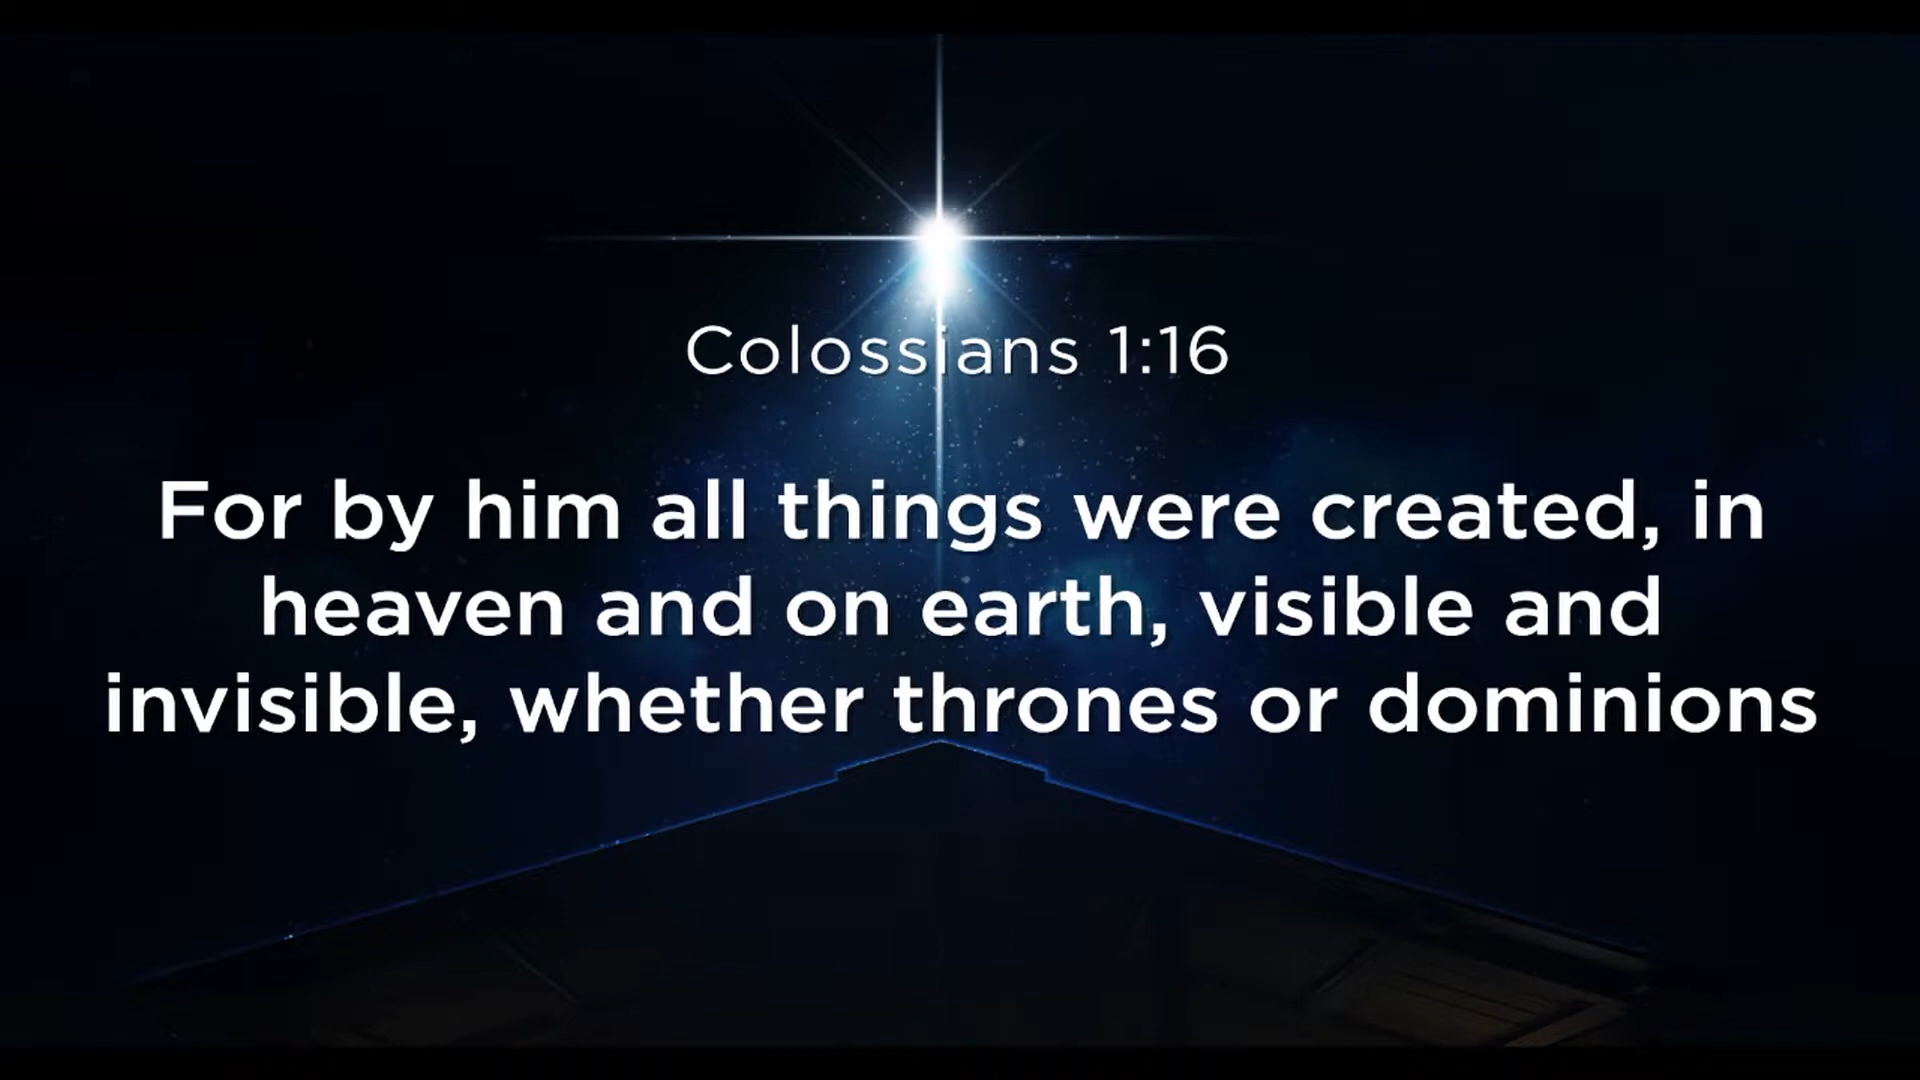 Colossians 1:16
For by him all things were created, in
heaven and on earth, visible and
invisible, whether thrones or dominions